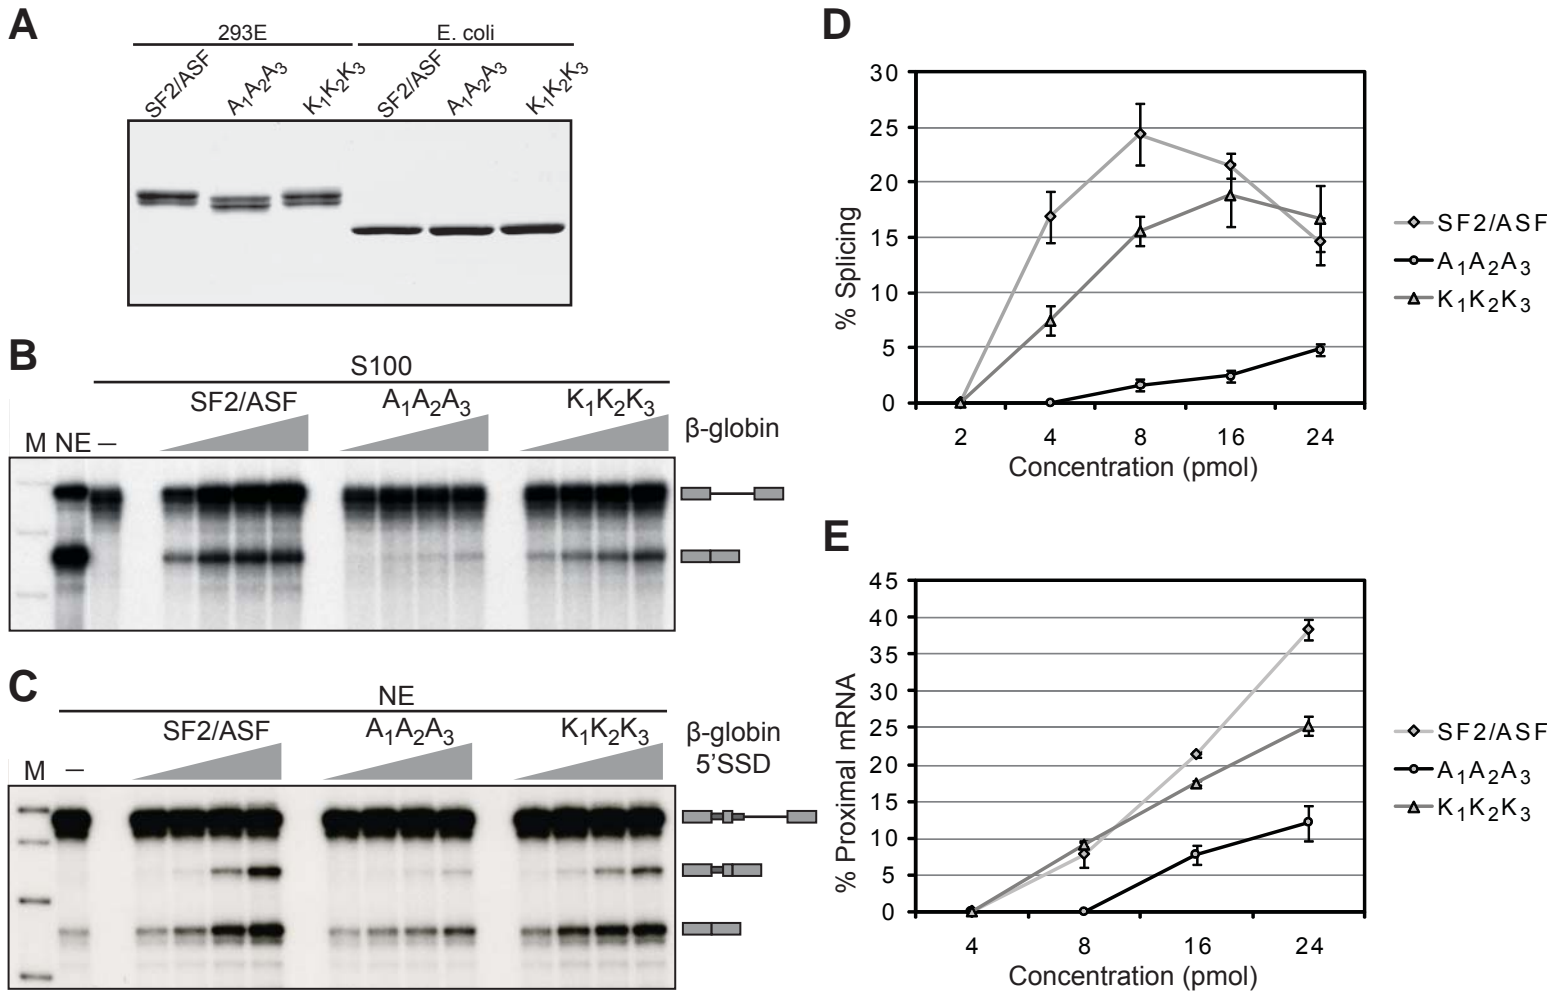 A
293E
E. coli
SF2/ASF
A1A2A3
K1K2K3
SF2/ASF
A1A2A3
K1K2K3
B
S100
SF2/ASF
A1A2A3
K1K2K3
M NE –
β-globin
C
NE
SF2/ASF
A1A2A3
K1K2K3
M –
β-globin
5'SSD
D
30
25
20
15
10
5
0
% Splicing
2 4 8 16 24
Concentration (pmol)
SF2/ASF
A1A2A3
K1K2K3
E
45
40
35
30
25
20
15
10
5
0
% Proximal mRNA
4 8 16 24
Concentration (pmol)
SF2/ASF
A1A2A3
K1K2K3